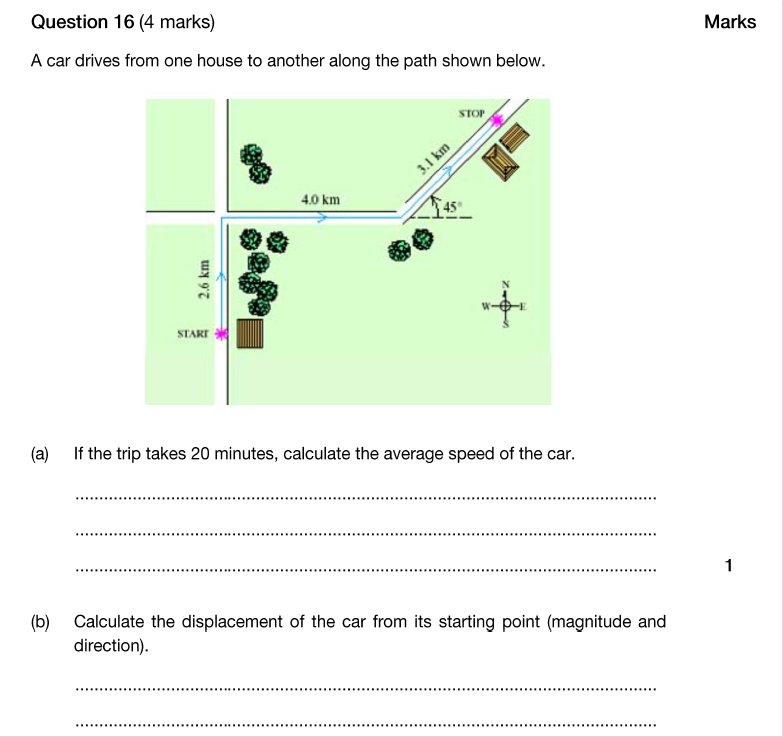 Question 16 (4 marks) Marks
A car drives from one house to another along the path shown below.
STOP
3.1 km
4.0 km
45°
2.6 km
N
W E
S
START
(a) If the trip takes 20 minutes, calculate the average speed of the car.
1
(b) Calculate the displacement of the car from its starting point (magnitude and
direction).